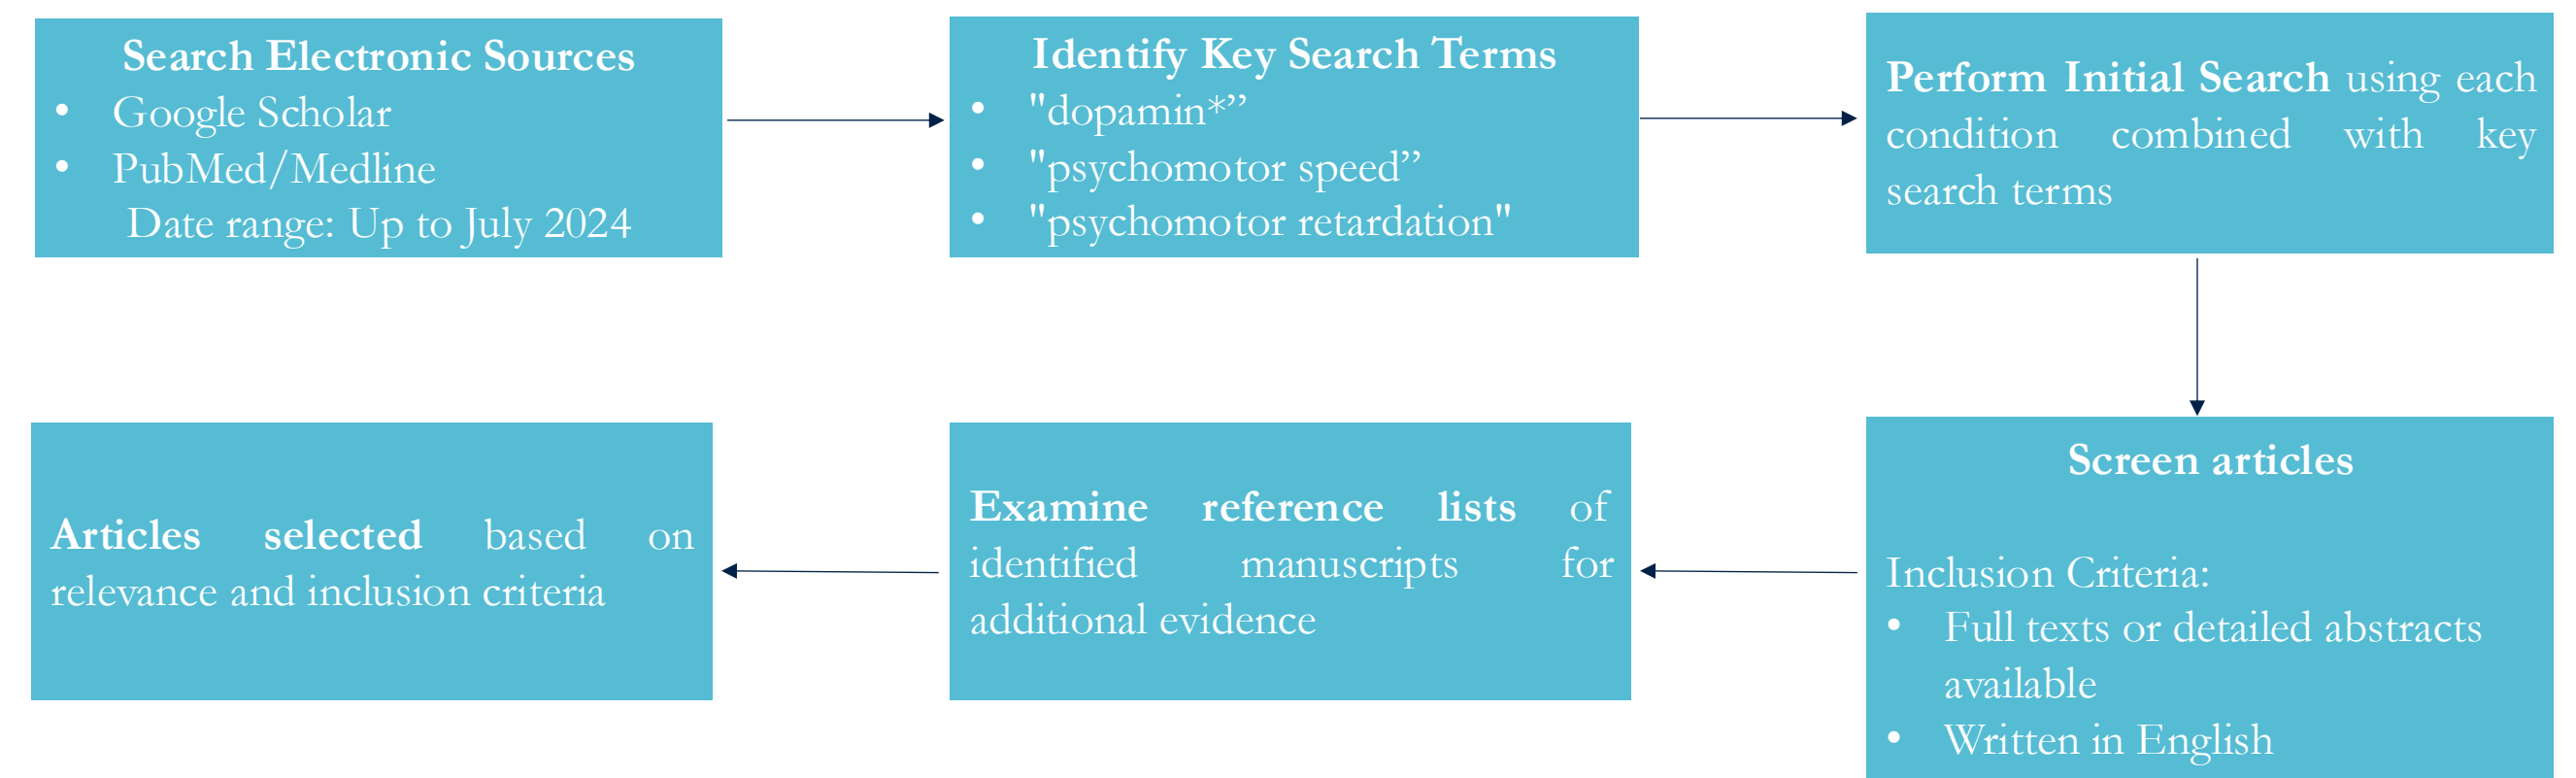 Search Electronic Sources
• Google Scholar
• PubMed/Medline
Date range: Up to July 2024
Identify Key Search Terms
• "dopamin*”
• "psychomotor speed”
• "psychomotor retardation"
Perform Initial Search using each
condition combined with key
search terms
Screen articles
Inclusion Criteria:
• Full texts or detailed abstracts
available
• Written in English
Examine reference lists of
identified manuscripts for
additional evidence
Articles selected based on
relevance and inclusion criteria